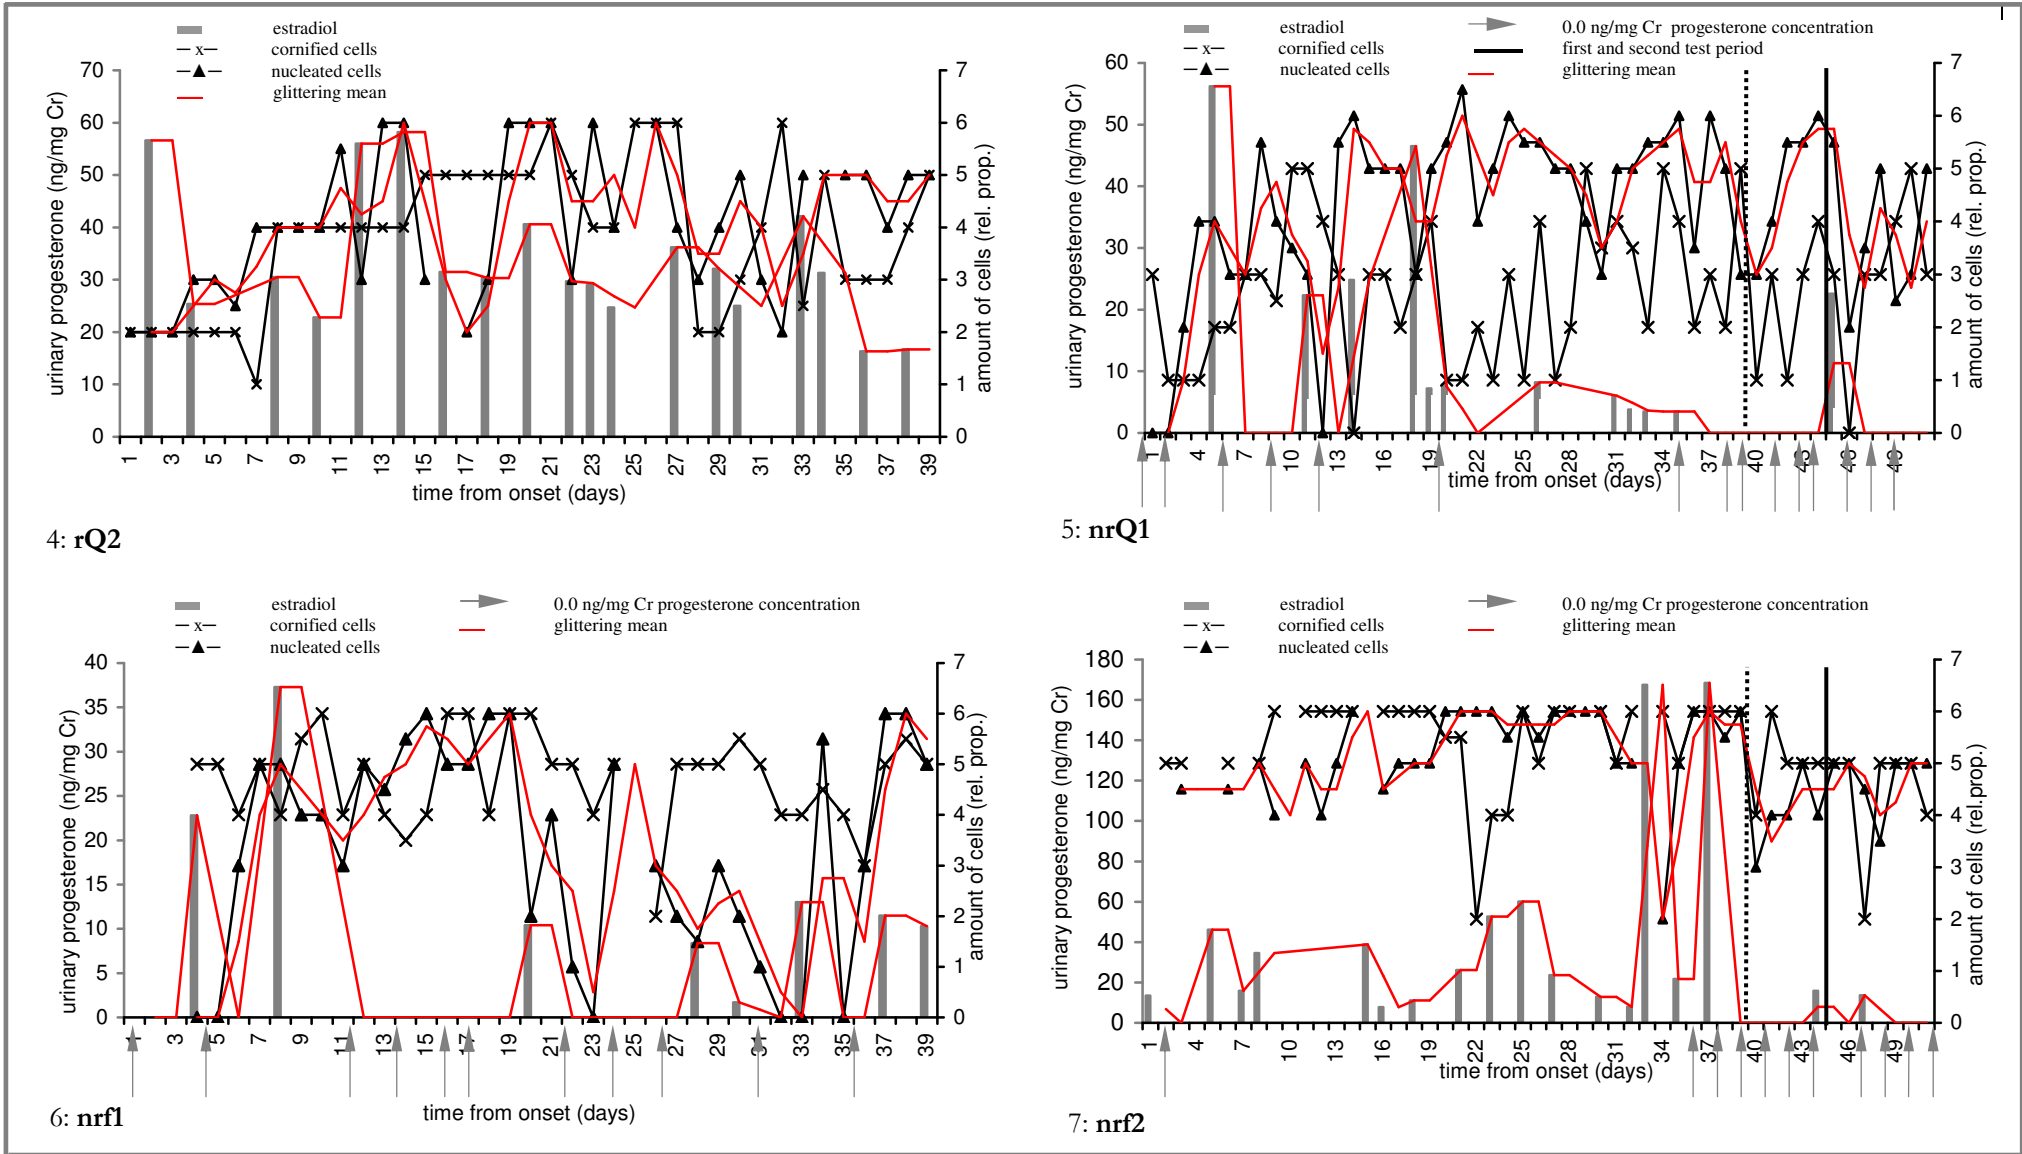 estradiol
—x— cornified cells
nucleated cells
glittering mean
urinary progesterone (ng/mg Cr)
70
60
50
40
30
20
10
0
7
6
5
4
3
2
1
0
amount of cells (rel. prop.)
1 3 5 7 9 11 13 15 17 19 21 23 25 27 29 31 33 35 37 39
time from onset (days)
4: rQ2
estradiol
—x— cornified cells
nucleated cells
0.0 ng/mg Cr progesterone concentration
first and second test period
glittering mean
urinary progesterone (ng/mg Cr)
60
50
40
30
20
10
0
7
6
5
4
3
2
1
0
amount of cells (rel. prop.)
1 4 7 10 13 16 19 22 25 28 31 34 37 40 43 46 49
time from onset (days)
5: nrQ1
estradiol
—x— cornified cells
nucleated cells
0.0 ng/mg Cr progesterone concentration
glittering mean
urinary progesterone (ng/mg Cr)
40
35
30
25
20
15
10
5
0
7
6
5
4
3
2
1
0
amount of cells (rel. prop.)
1 3 5 7 9 11 13 15 17 19 21 23 25 27 29 31 33 35 37 39
time from onset (days)
6: nrf1
estradiol
—x— cornified cells
nucleated cells
0.0 ng/mg Cr progesterone concentration
glittering mean
urinary progesterone (ng/mg Cr)
180
160
140
120
100
80
60
40
20
0
7
6
5
4
3
2
1
0
amount of cells (rel.prop.)
1 4 7 10 13 16 19 22 25 28 31 34 37 40 43 46 49
time from onset (days)
7: nrf2